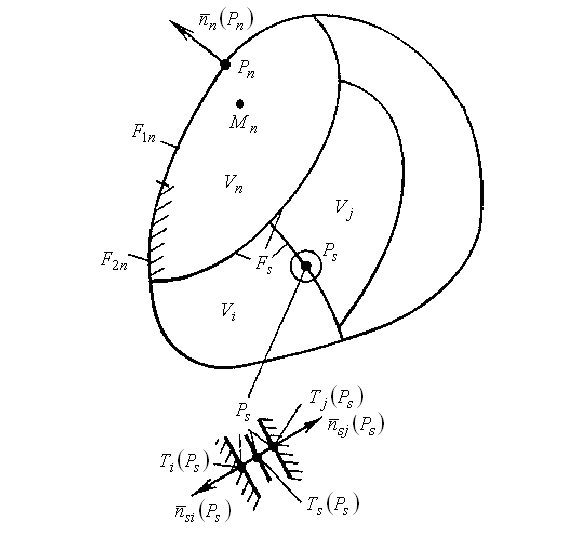 n̅ₙ(Pₙ)
Pₙ
Mₙ
F₁ₙ
Vₙ
Vⱼ
Pₛ
F₂ₙ
Fₛ
Vᵢ
Pₛ
Tⱼ(Pₛ)
n̅ₛⱼ(Pₛ)
Tᵢ(Pₛ)
n̅ₛᵢ(Pₛ)
Tₛ(Pₛ)